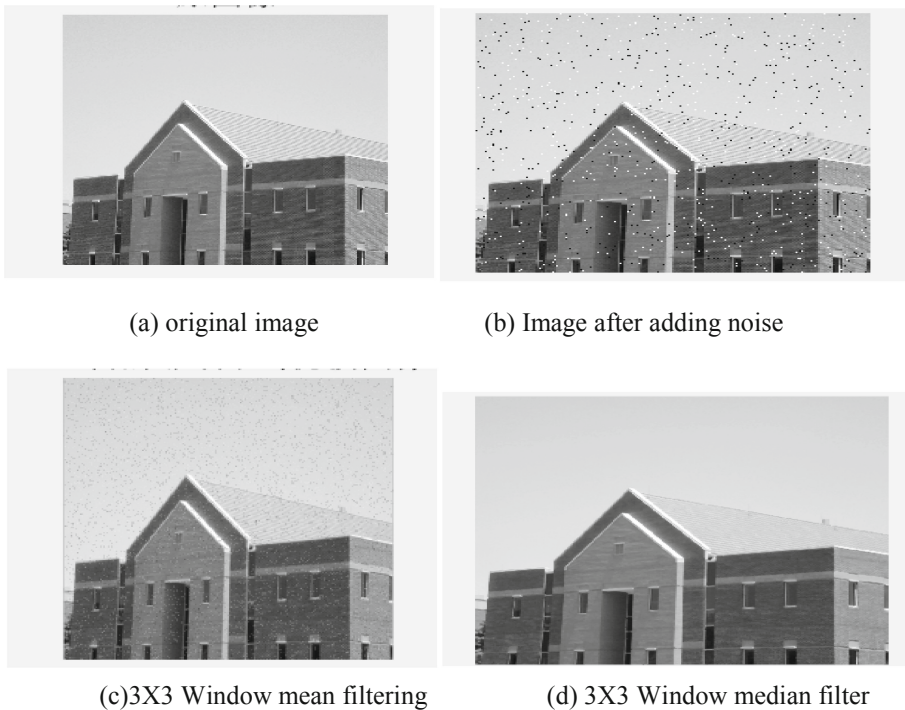 (a) original image
(b) Image after adding noise
(c)3X3 Window mean filtering
(d) 3X3 Window median filter